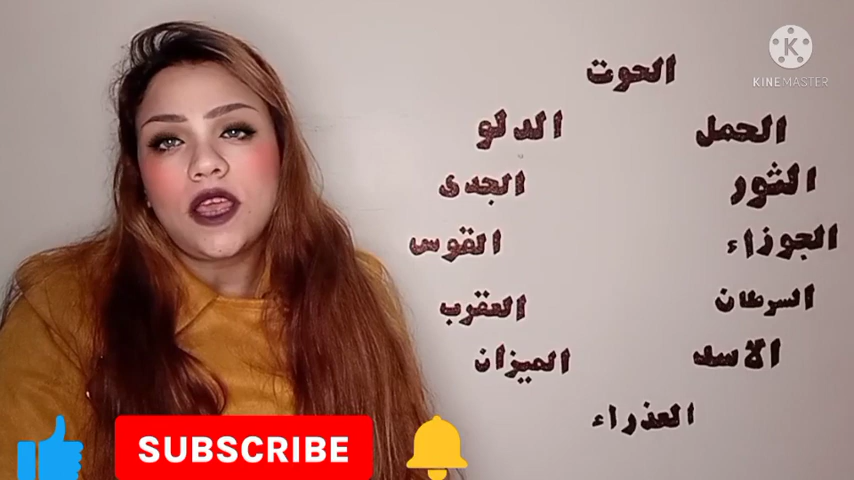 KINEMASTER
الحوت
الحمل
الدلو
الثور
الجدى
الجوزاء
القوس
السرطان
العقرب
الاسد
الميزان
العذراء
SUBSCRIBE